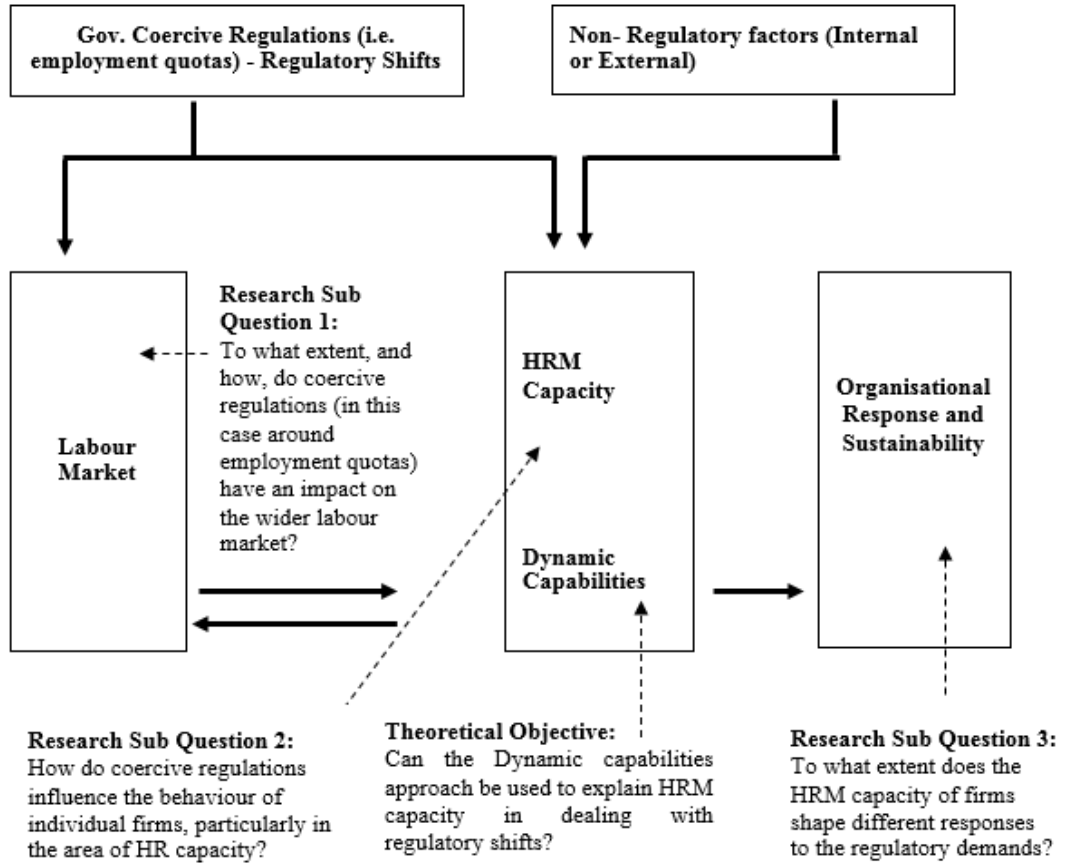 Gov. Coercive Regulations (i.e.
employment quotas) - Regulatory Shifts
Non- Regulatory factors (Internal
or External)
Research Sub
Question 1:
To what extent, and
how, do coercive
regulations (in this
case around
employment quotas)
have an impact on
the wider labour
market?
Labour
Market
HRM
Capacity
Dynamic
Capabilities
Organisational
Response and
Sustainability
Research Sub Question 2:
How do coercive regulations
influence the behaviour of
individual firms, particularly in
the area of HR capacity?
Theoretical Objective:
Can the Dynamic capabilities
approach be used to explain HRM
capacity in dealing with
regulatory shifts?
Research Sub Question 3:
To what extent does the
HRM capacity of firms
shape different responses
to the regulatory demands?